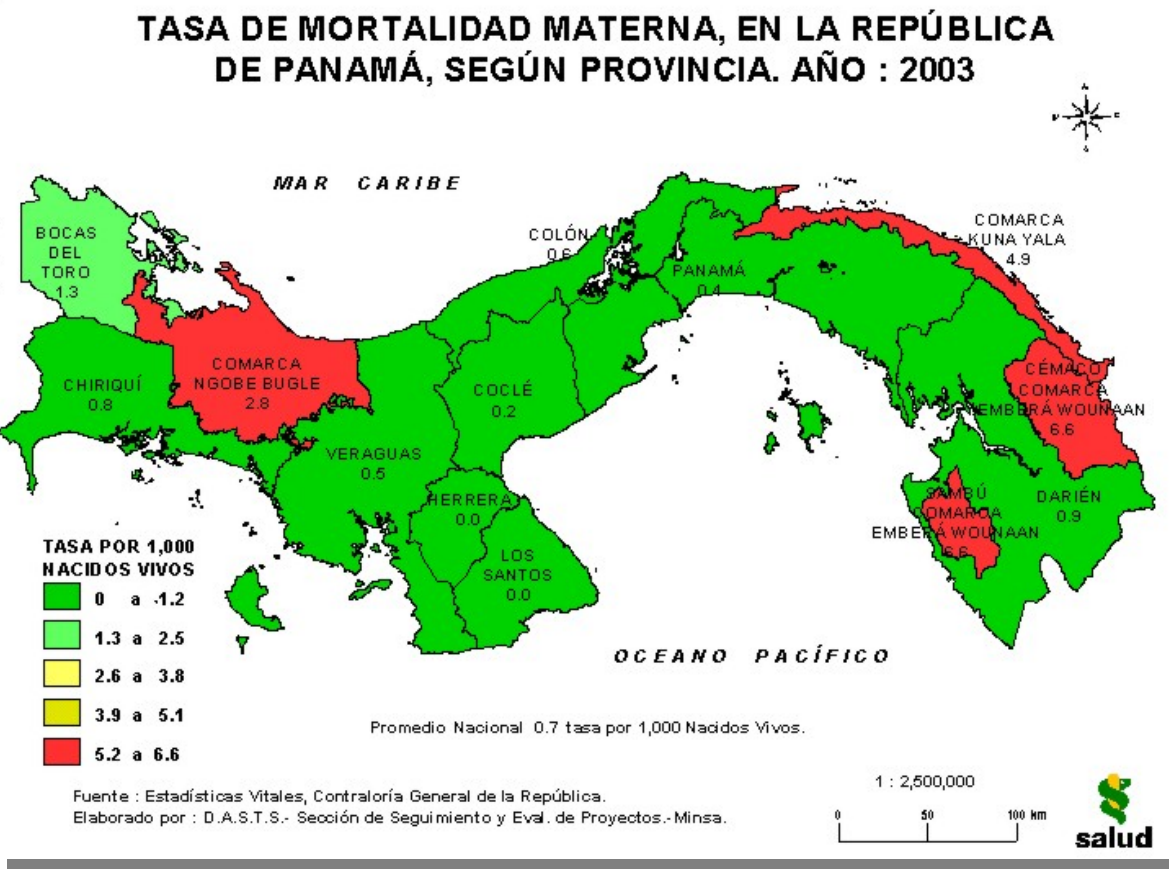 TASA DE MORTALIDAD MATERNA, EN LA REPÚBLICA
DE PANAMÁ, SEGÚN PROVINCIA. AÑO : 2003
MAR CARIBE
BOCAS
DEL
TORO
1.3
COLÓN
0.6
PANAMÁ
0.4
COMARCA
KUNA YALA
4.9
CHIRIQUÍ
0.8
COMARCA
NGOBE BUGLE
2.8
COCLÉ
0.2
CÉMACO
COMARCA
EMBERÁ WOUNAAN
6.6
VERAGUAS
0.5
HERRERA
0.0
LOS
SANTOS
0.0
SAMBÚ
COMARCA
EMBERÁ WOUNAAN
6.6
DARIÉN
0.9
TASA POR 1,000
NACIDOS VIVOS
0 a -1.2
1.3 a 2.5
2.6 a 3.8
3.9 a 5.1
5.2 a 6.6
OCEANO PACÍFICO
Promedio Nacional 0.7 tasa por 1,000 Nacidos Vivos.
Fuente : Estadísticas Vitales, Contraloría General de la República.
Elaborado por : D.A.S.T.S.- Sección de Seguimiento y Eval. de Proyectos.- Minsa.
1 : 2,500,000
0 50 100 km
salud